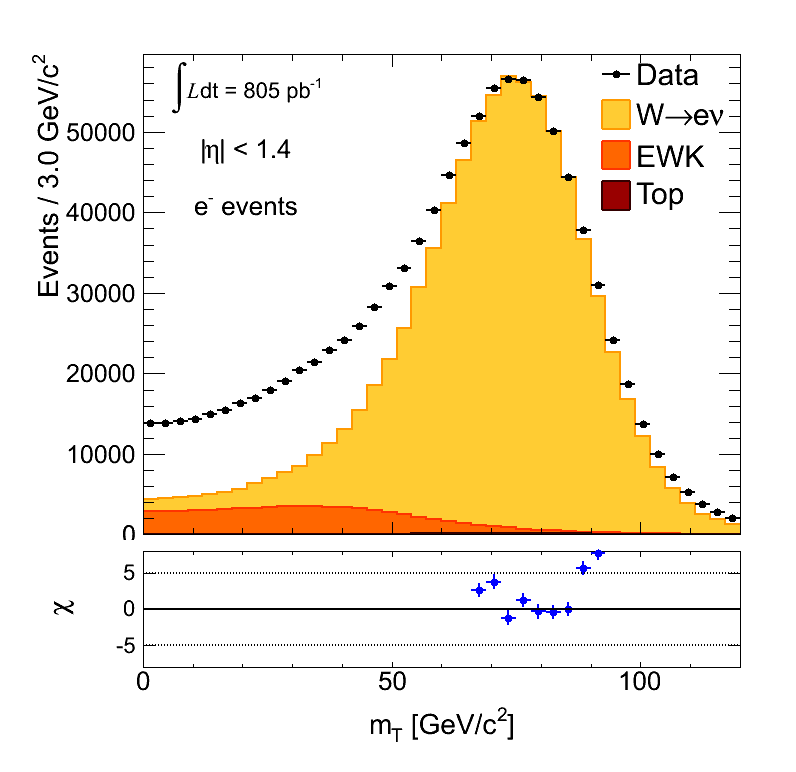 ∫ Ldt = 805 pb⁻¹
|η| < 1.4
e⁻ events
Data
W→eν
EWK
Top
Events / 3.0 GeV/c²
50000
40000
30000
20000
10000
0
χ
5
0
-5
0 50 100
m_T [GeV/c²]